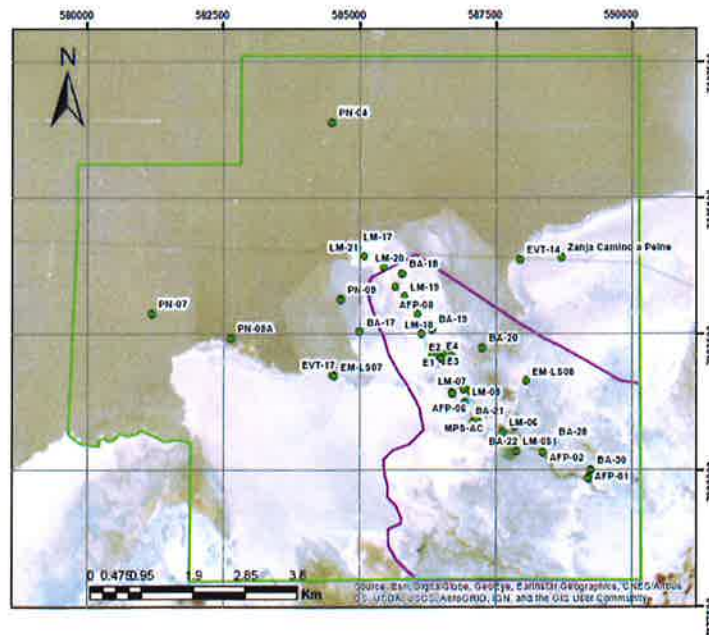 580000 582500 585000 587500 590000
N
PN-04
LM-17
LM-21
LM-20
EVT-14
BA-18
LM-19
PN-09
PN-07
AFP-08
BA-17
LM-18
BA-19
PN-08A
E2 E4
BA-20
E1 E3
EVT-17 EM-LS07
EM-LS08
LM-07
LM-08
AFP-06
BA-21
LM-06
MPS-AC
BA-28
BA-22
AFP-02
BA-30
AFP-01
0 0.475 0.95 1.9 2.85 3.8
Km
Source: Esri, DigitalGlobe, GeoEye, Earthstar Geographics, CNES/Airbus
DS, USDA, USGS, AeroGRID, IGN, and the GIS User Community